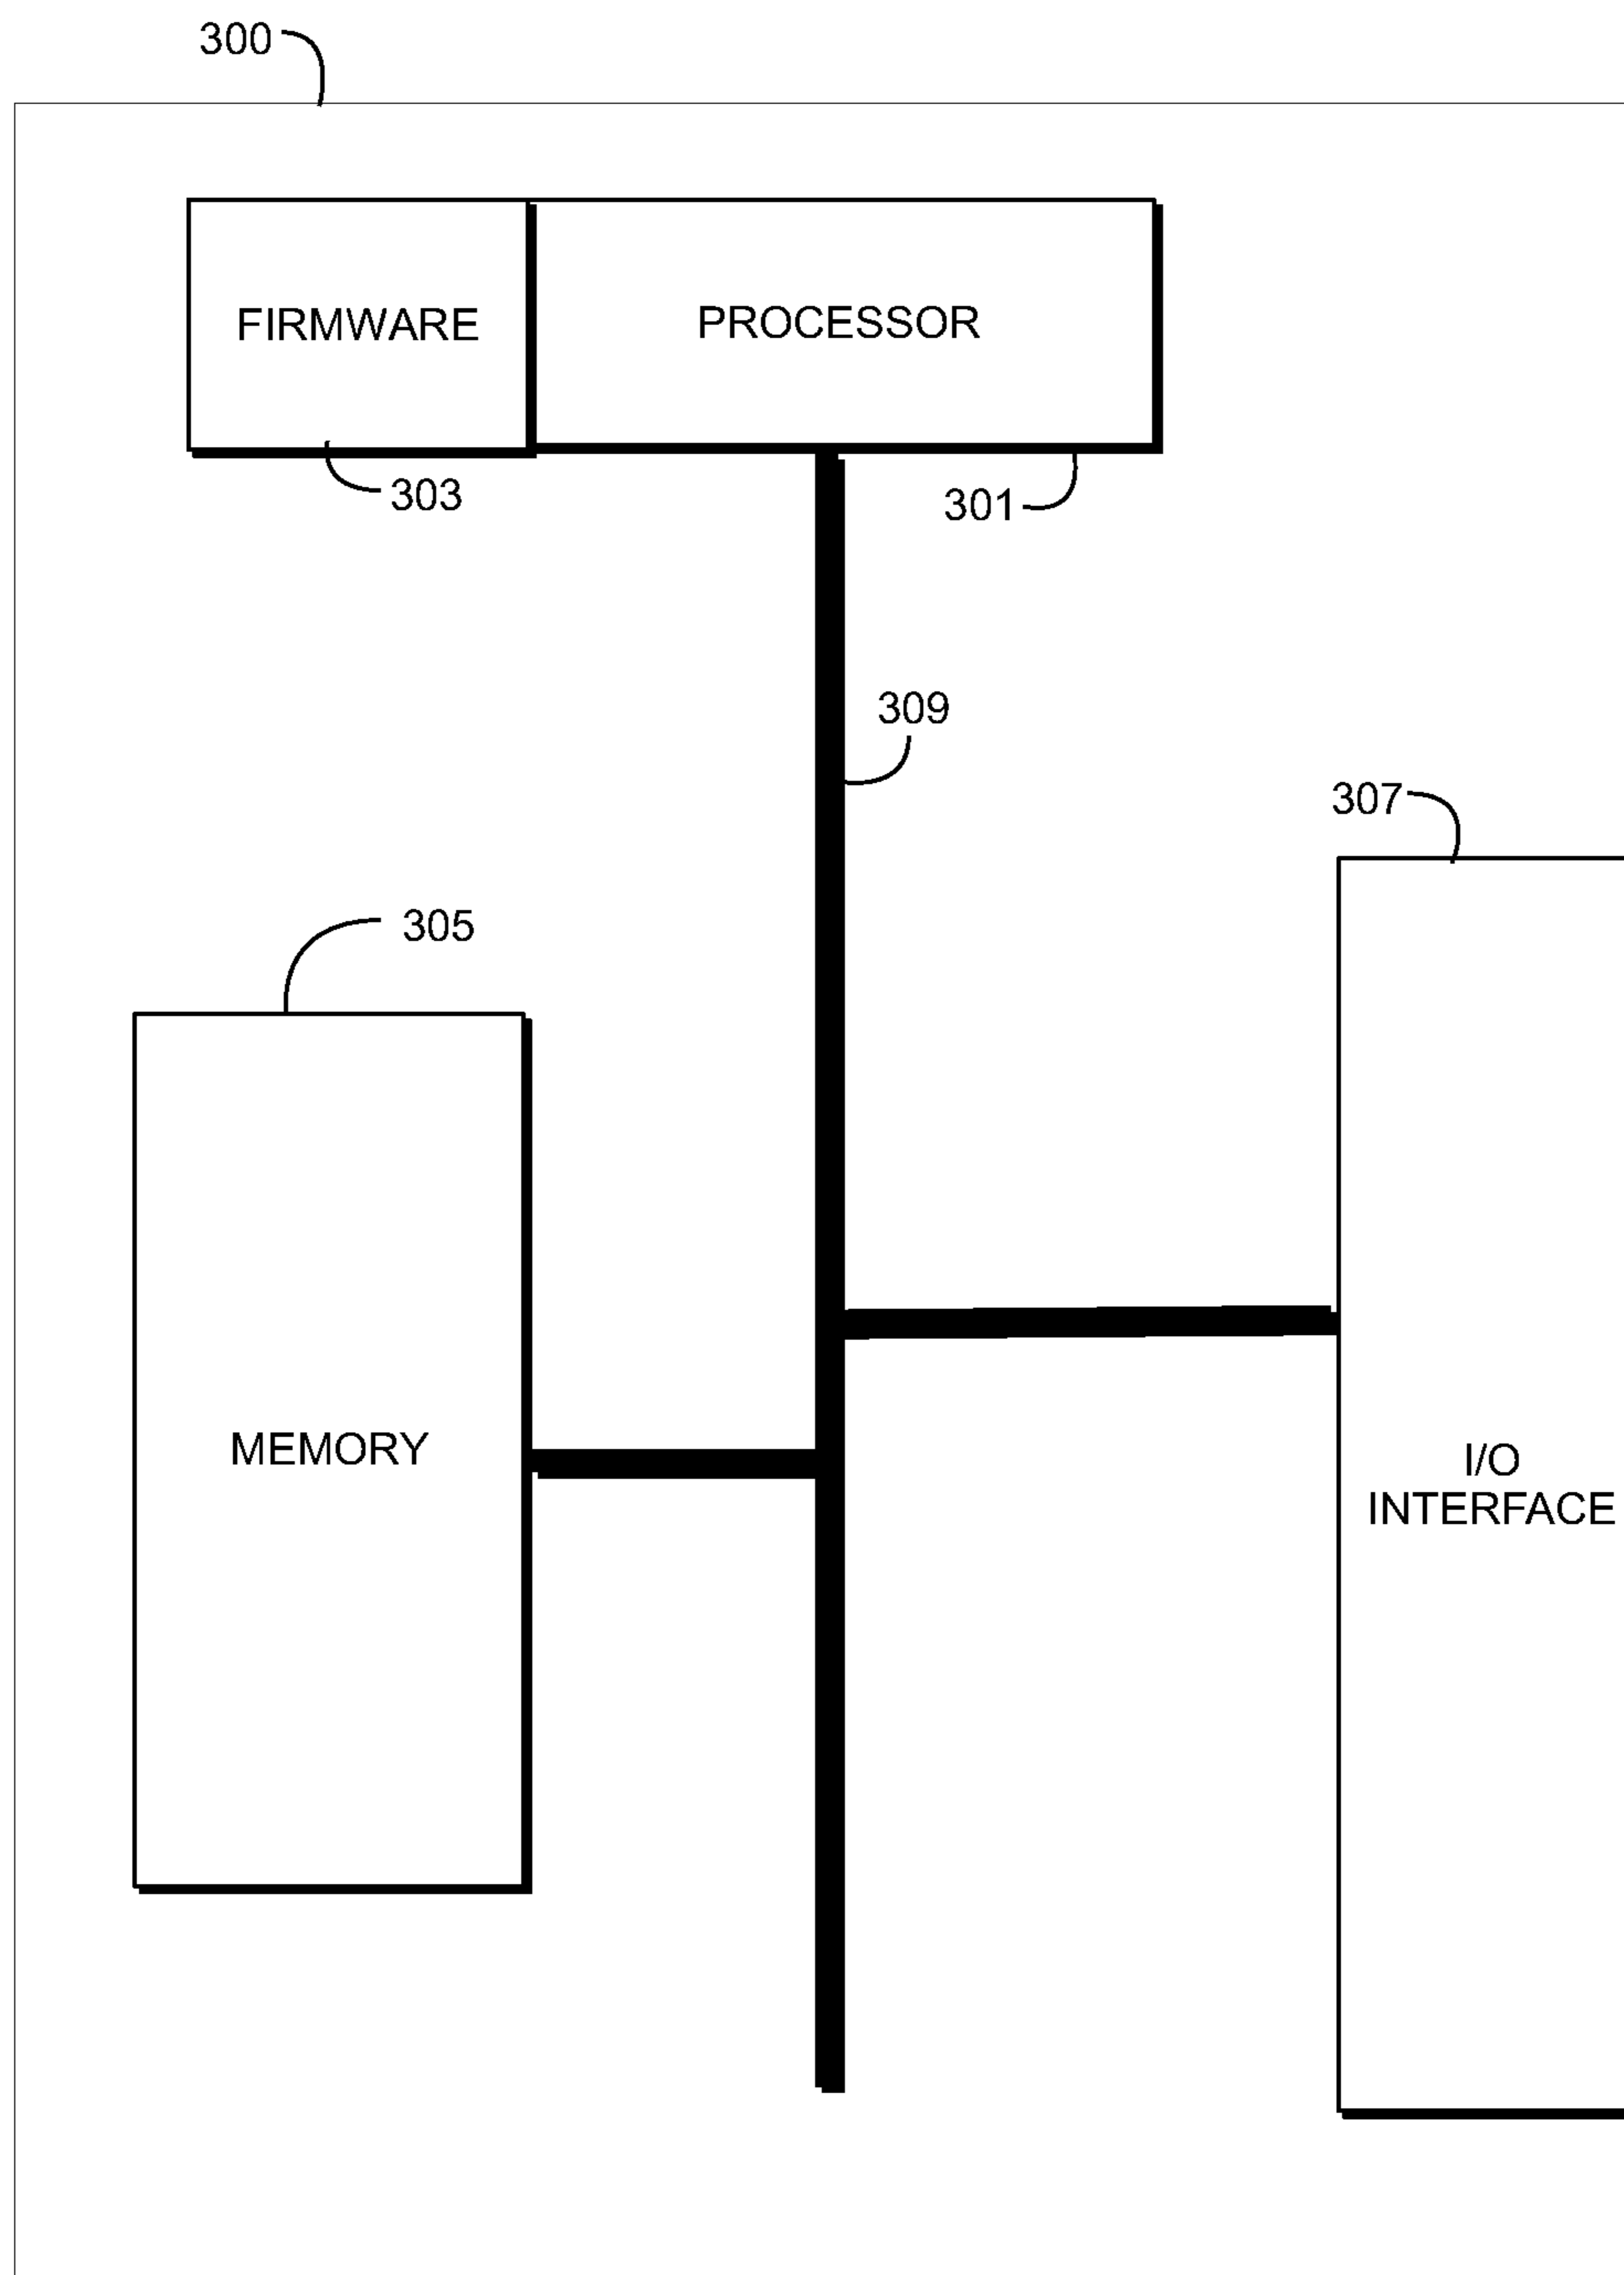 300
FIRMWARE
PROCESSOR
303
301
309
307
305
MEMORY
I/O
INTERFACE